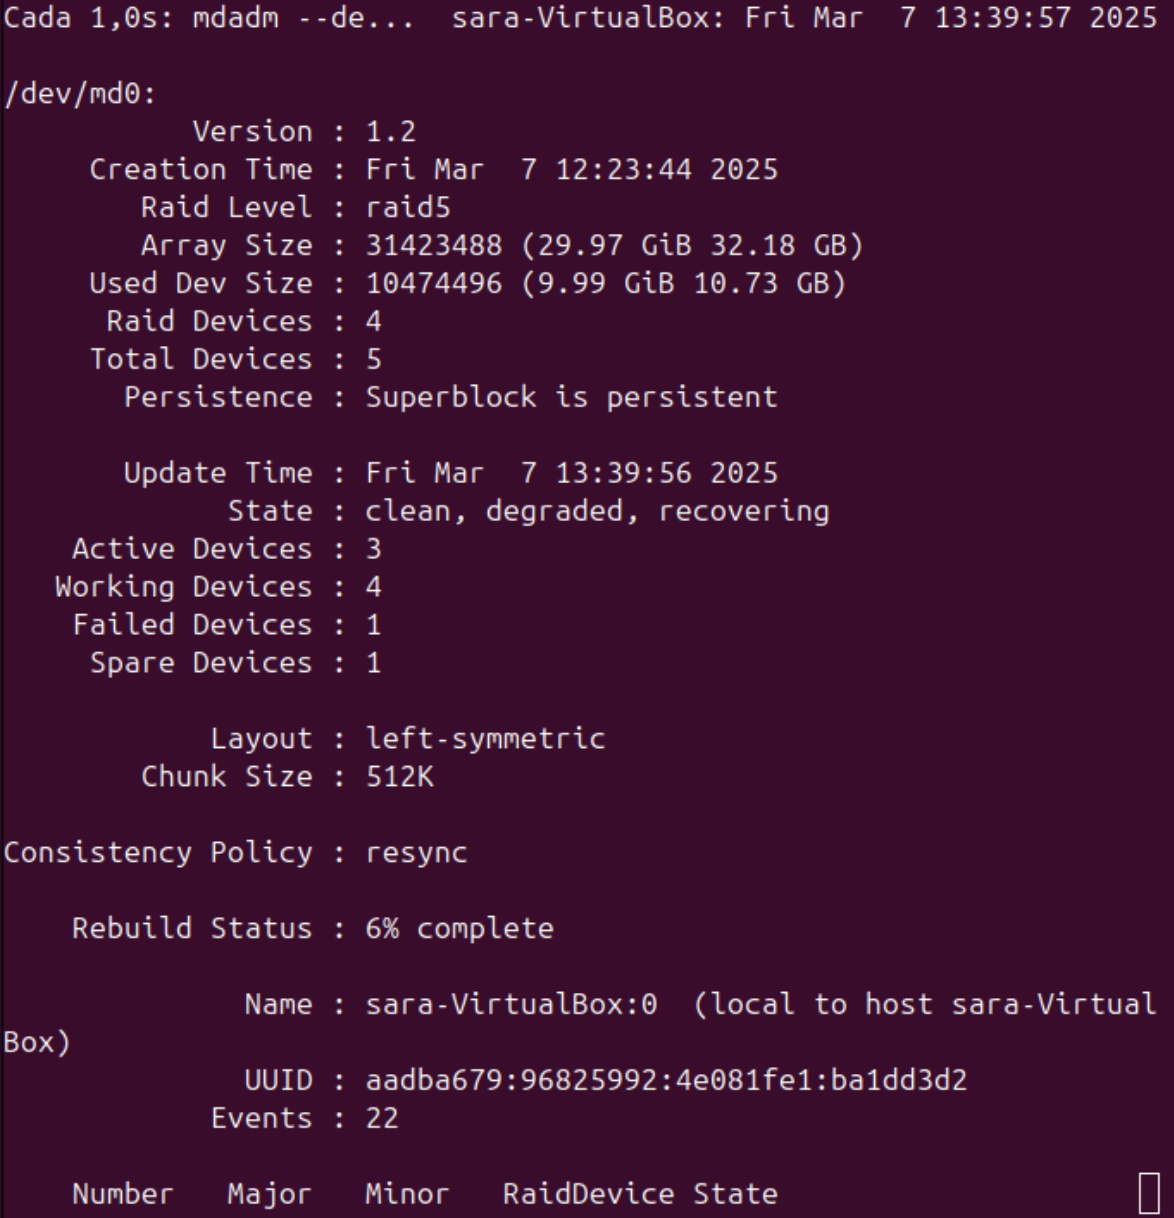 Cada 1,0s: mdadm --de...  sara-VirtualBox: Fri Mar  7 13:39:57 2025
/dev/md0:
Version : 1.2
Creation Time : Fri Mar  7 12:23:44 2025
Raid Level : raid5
Array Size : 31423488 (29.97 GiB 32.18 GB)
Used Dev Size : 10474496 (9.99 GiB 10.73 GB)
Raid Devices : 4
Total Devices : 5
Persistence : Superblock is persistent
Update Time : Fri Mar  7 13:39:56 2025
State : clean, degraded, recovering
Active Devices : 3
Working Devices : 4
Failed Devices : 1
Spare Devices : 1
Layout : left-symmetric
Chunk Size : 512K
Consistency Policy : resync
Rebuild Status : 6% complete
Name : sara-VirtualBox:0  (local to host sara-Virtual
Box)
UUID : aadba679:96825992:4e081fe1:ba1dd3d2
Events : 22
Number   Major   Minor   RaidDevice State